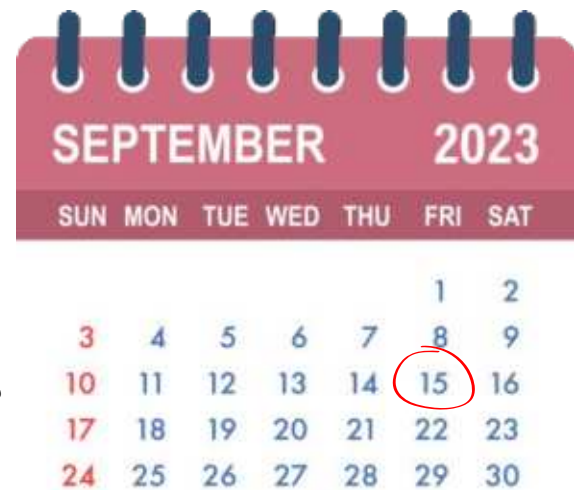 SEPTEMBER 2023
SUN MON TUE WED THU FRI SAT
1 2
3 4 5 6 7 8 9
10 11 12 13 14 15 16
17 18 19 20 21 22 23
24 25 26 27 28 29 30